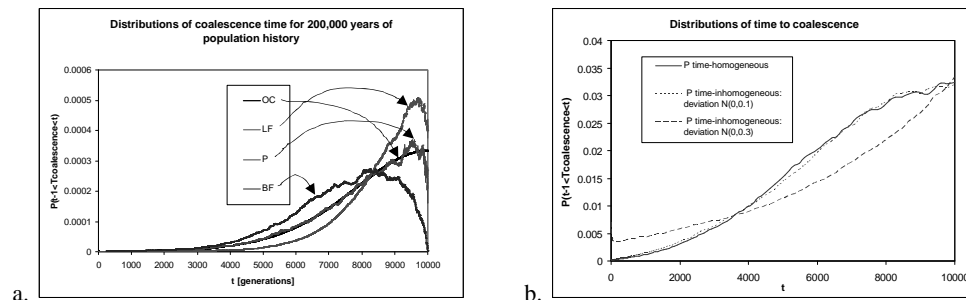 Distributions of coalescence time for 200,000 years of
population history
P(t-1<Tcoalescence<t)
0.0006
0.0005
0.0004
0.0003
0.0002
0.0001
0
OC
LF
P
BF
0 1000 2000 3000 4000 5000 6000 7000 8000 9000 10000
t [generations]
a.
Distributions of time to coalescence
P(t-1<Tcoalescence<t)
0.04
0.035
0.03
0.025
0.02
0.015
0.01
0.005
0
P time-homogeneous
P time-inhomogeneous:
deviation N(0,0.1)
P time-inhomogeneous:
deviation N(0,0.3)
0 2000 4000 6000 8000 10000
t
b.